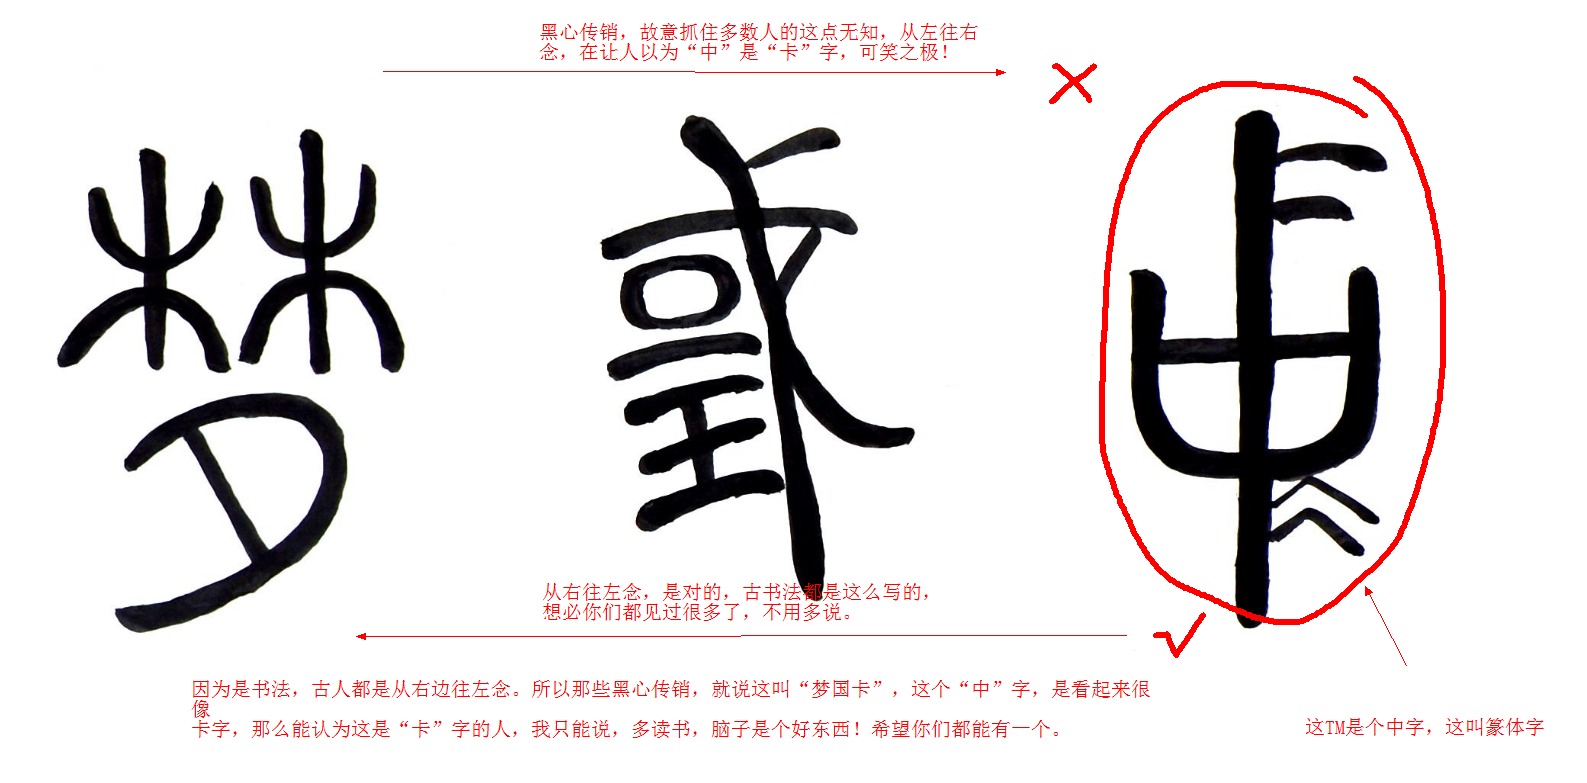 黑心传销，故意抓住多数人的这点无知，从左往右
念，在让人以为“中”是“卡”字，可笑之极！
梦 國 中
从右往左念，是对的，古书法都是这么写的，
想必你们都见过很多了，不用多说。
因为是书法，古人都是从右边往左念。所以那些黑心传销，就说这叫“梦国卡”，这个“中”字，是看起来很
像
卡字，那么能认为这是“卡”字的人，我只能说，多读书，脑子是个好东西！希望你们都能有一个。
这TM是个中字，这叫篆体字